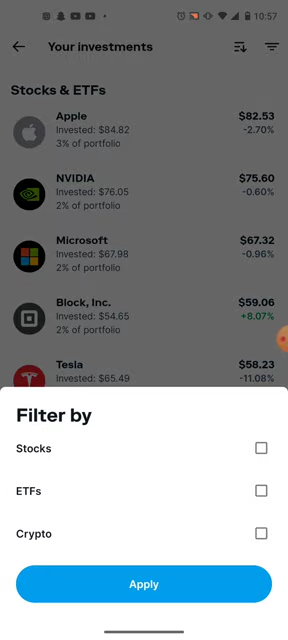 10:57
Your investments
Stocks & ETFs
Apple $82.53
Invested: $84.82 -2.70%
3% of portfolio
NVIDIA $75.60
Invested: $76.05 -0.60%
2% of portfolio
Microsoft $67.32
Invested: $67.98 -0.96%
2% of portfolio
Block, Inc. $59.06
Invested: $54.65 +8.07%
2% of portfolio
Tesla $58.23
Invested: $65.49 -11.08%
Filter by
Stocks
ETFs
Crypto
Apply